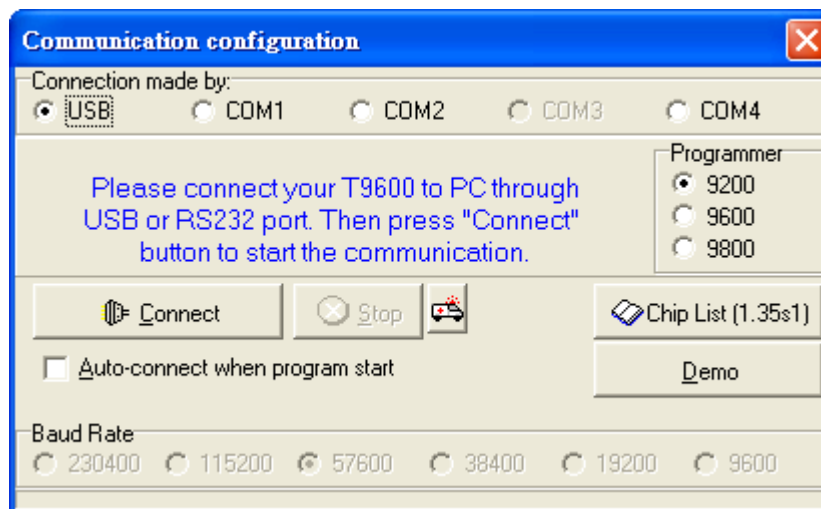 Communication configuration
Connection made by:
USB COM1 COM2 COM3 COM4
Please connect your T9600 to PC through
USB or RS232 port. Then press "Connect"
button to start the communication.
Programmer
9200
9600
9800
Connect Stop Chip List (1.35s1)
Auto-connect when program start Demo
Baud Rate
230400 115200 57600 38400 19200 9600